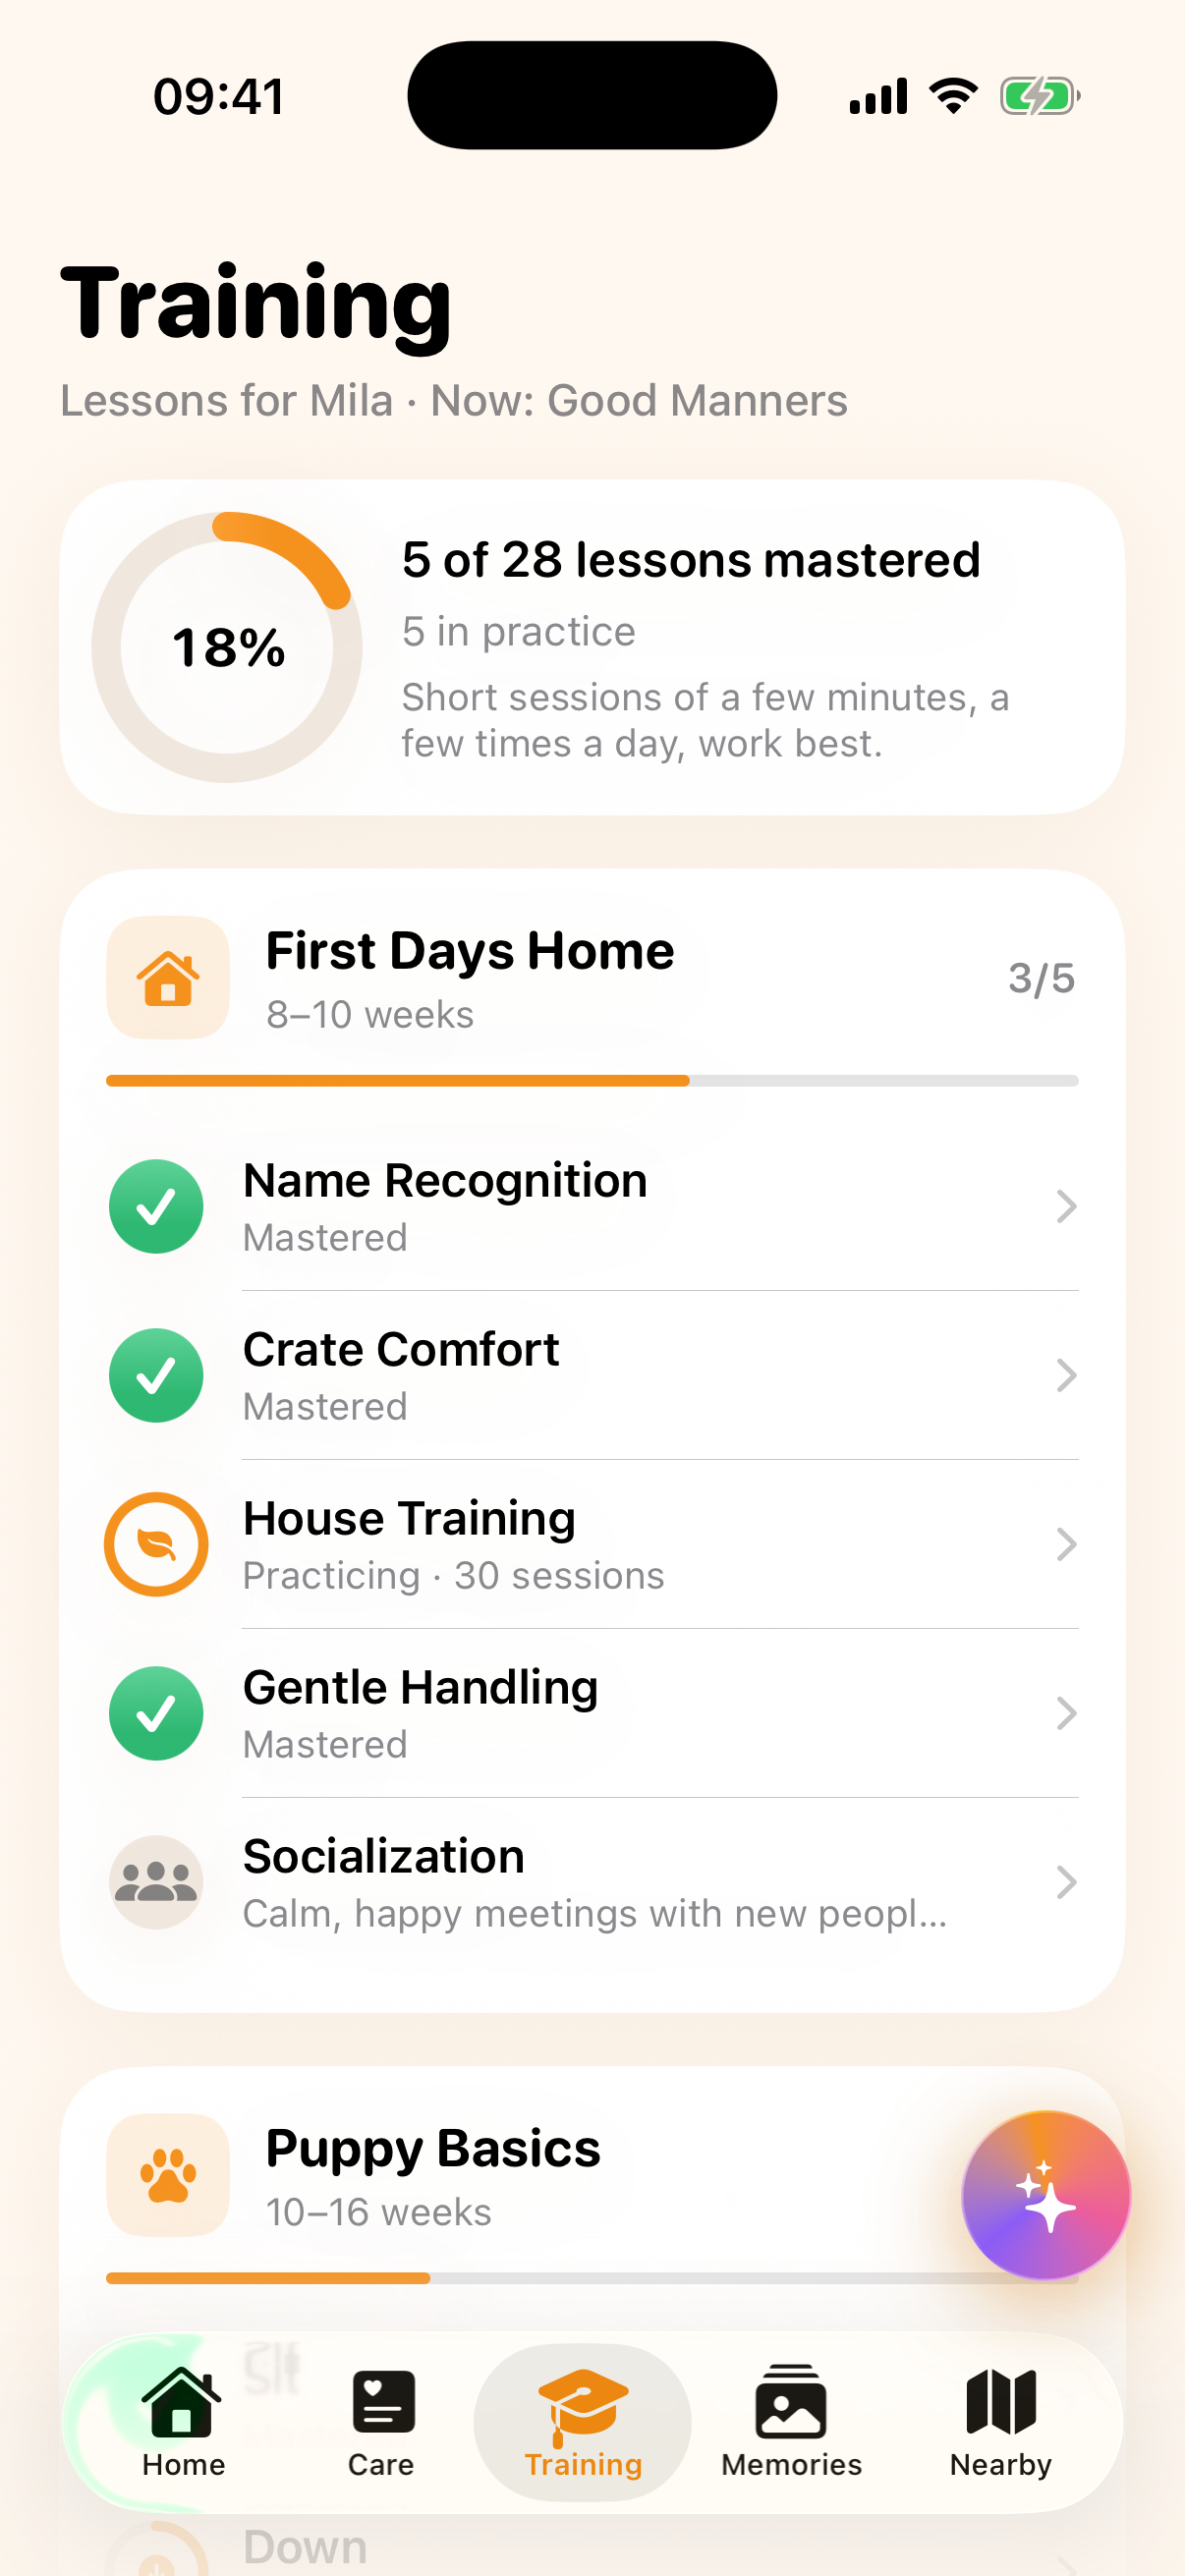 09:41
Training
Lessons for Mila · Now: Good Manners
18%
5 of 28 lessons mastered
5 in practice
Short sessions of a few minutes, a
few times a day, work best.
First Days Home
8–10 weeks
3/5
Name Recognition
Mastered
Crate Comfort
Mastered
House Training
Practicing · 30 sessions
Gentle Handling
Mastered
Socialization
Calm, happy meetings with new peopl...
Puppy Basics
10–16 weeks
Home
Care
Training
Memories
Nearby
Down